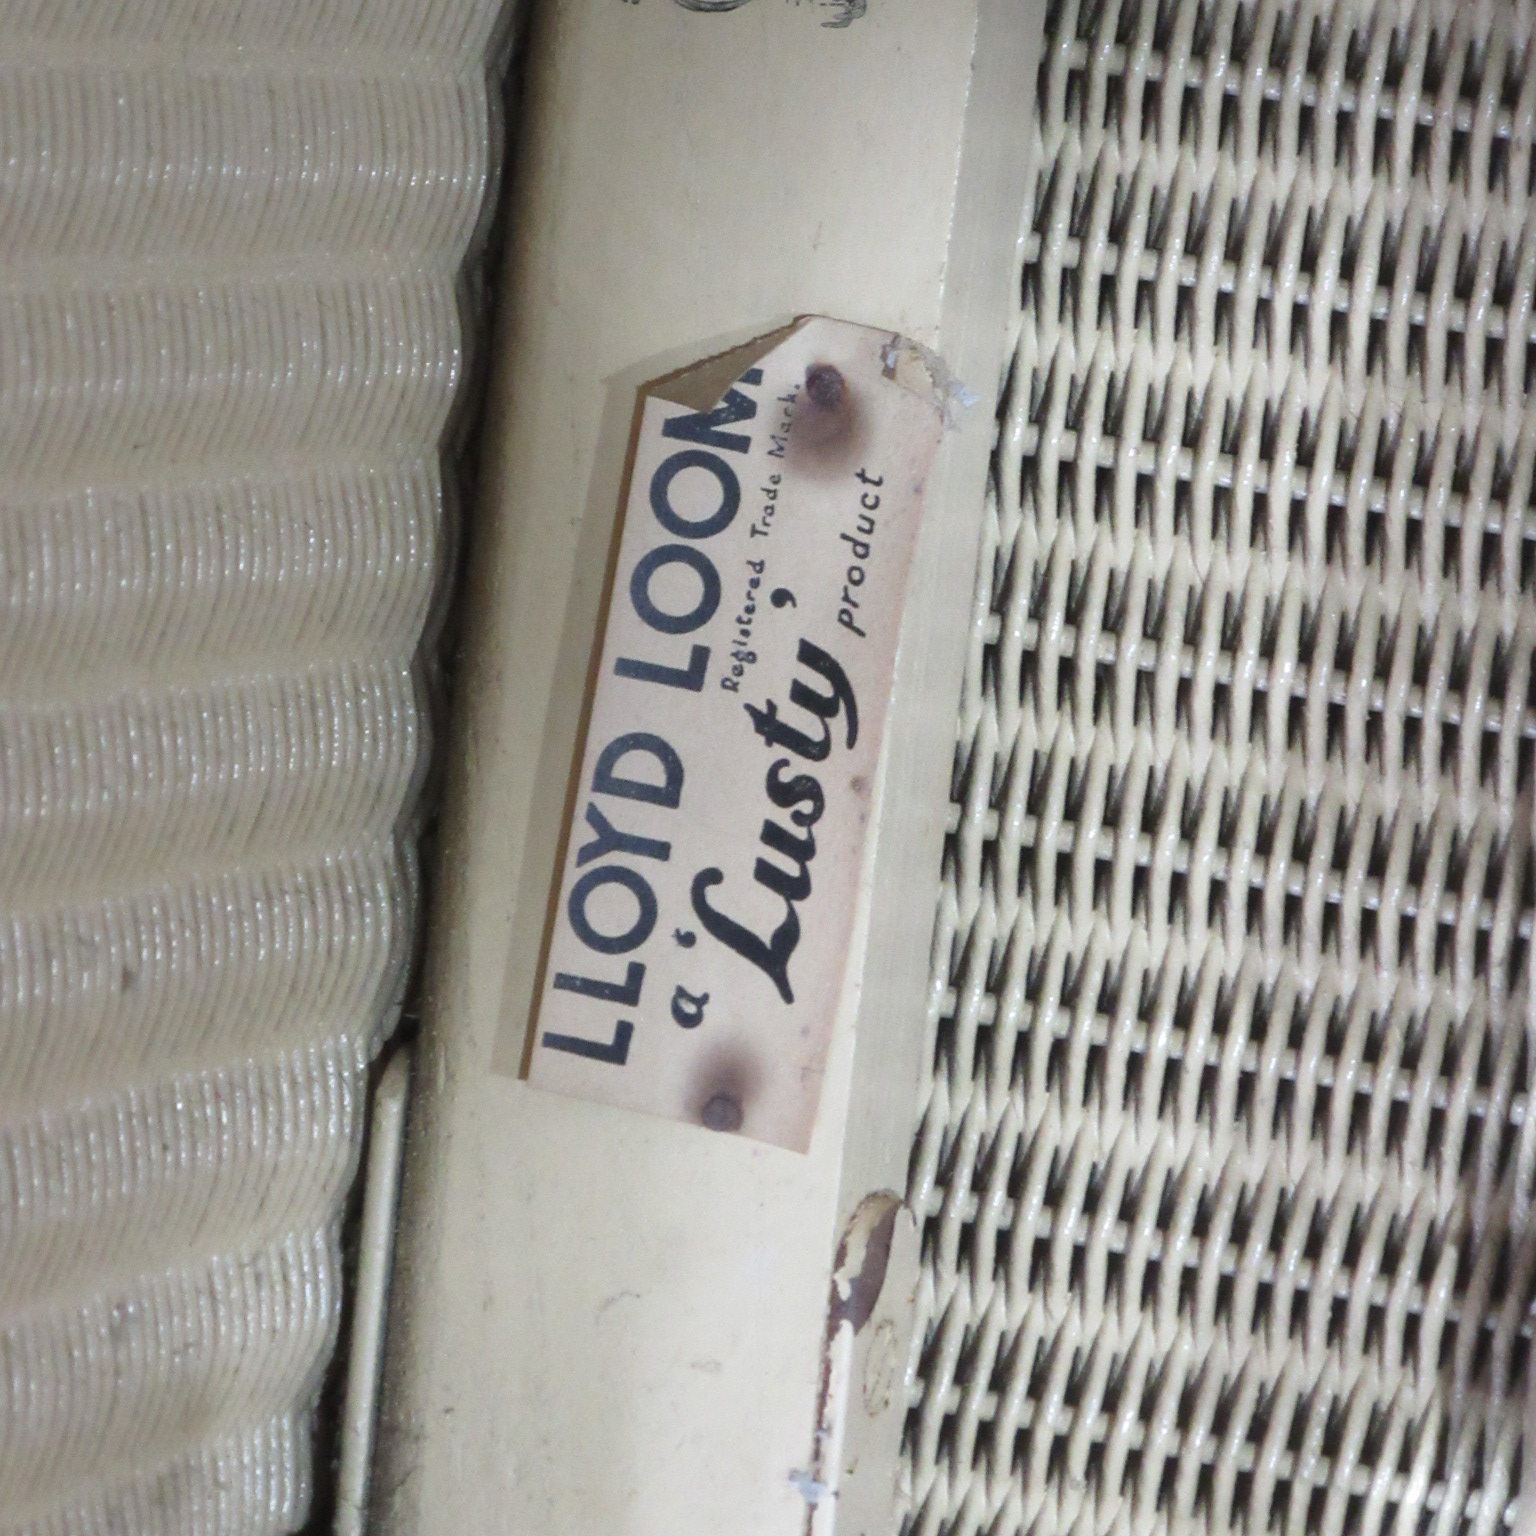 LLOYD LOOM
Registered Trade Mark.
a 'Lusty'
product